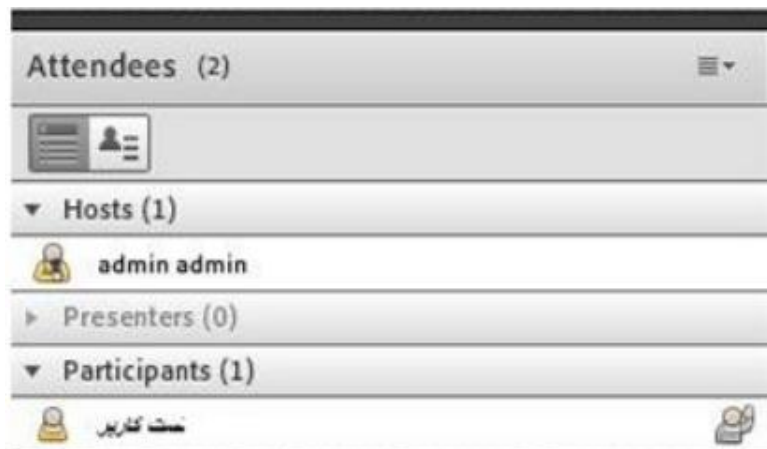 Attendees (2)
Hosts (1)
admin admin
Presenters (0)
Participants (1)
تست کاربر